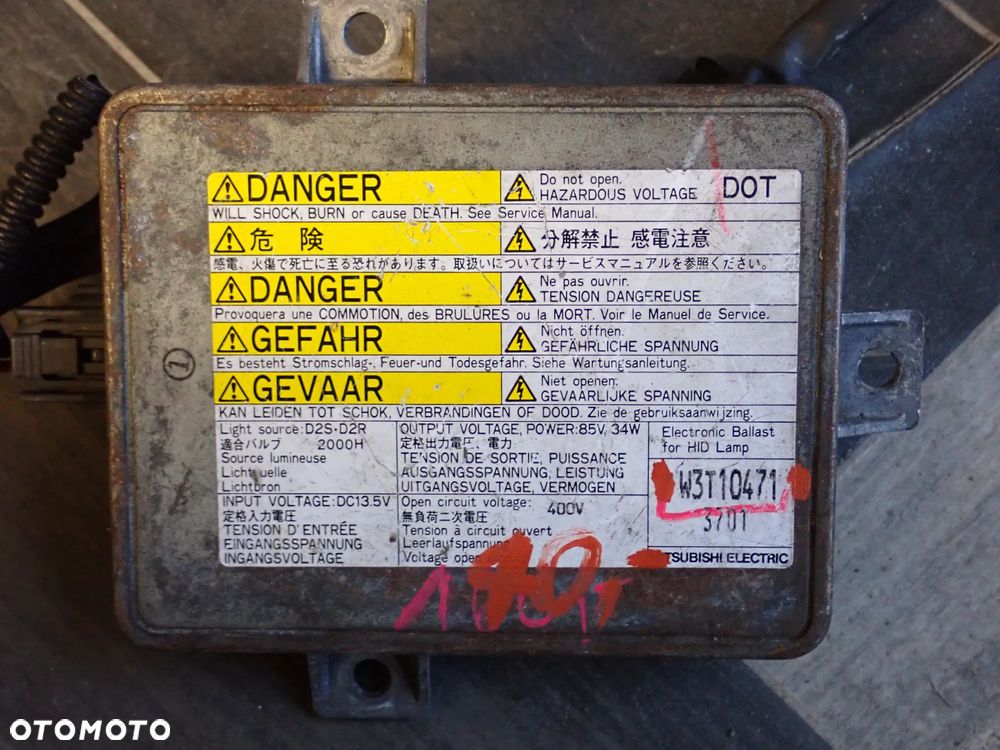 DANGER Do not open. HAZARDOUS VOLTAGE DOT
WILL SHOCK, BURN or cause DEATH. See Service Manual.
危 険 分解禁止 感電注意
感電、火傷で死亡に至る恐れがあります。取扱いについてはサービスマニュアルを参照ください。
DANGER Ne pas ouvrir. TENSION DANGEREUSE
Provoquera une COMMOTION, des BRULÛRES ou la MORT. Voir le Manuel de Service.
GEFAHR Nicht öffnen. GEFÄHRLICHE SPANNUNG
Es besteht Stromschlag-, Feuer-und Todesgefahr. Siehe Wartungsanleitung.
GEVAAR Niet openen. GEVAARLIJKE SPANNING
KAN LEIDEN TOT SCHOK, VERBRANDINGEN OF DOOD. Zie de gebruiksaanwijzing.
Light source:D2S·D2R
適合バルブ 2000H
Source lumineuse
Lichtquelle
Lichtbron
OUTPUT VOLTAGE, POWER:85V, 34W
定格出力電圧、電力
TENSION DE SORTIE, PUISSANCE
AUSGANGSSPANNUNG, LEISTUNG
UITGANGSVOLTAGE, VERMOGEN
Electronic Ballast
for HID Lamp
W3T10471
3701
INPUT VOLTAGE:DC13.5V
定格入力電圧
TENSION D'ENTRÉE
EINGANGSSPANNUNG
INGANGSVOLTAGE
Open circuit voltage: 400V
無負荷二次電圧
Tension à circuit ouvert
Leerlaufspannung
Voltage open
TSUBISHI ELECTRIC
1
OTOMOTO